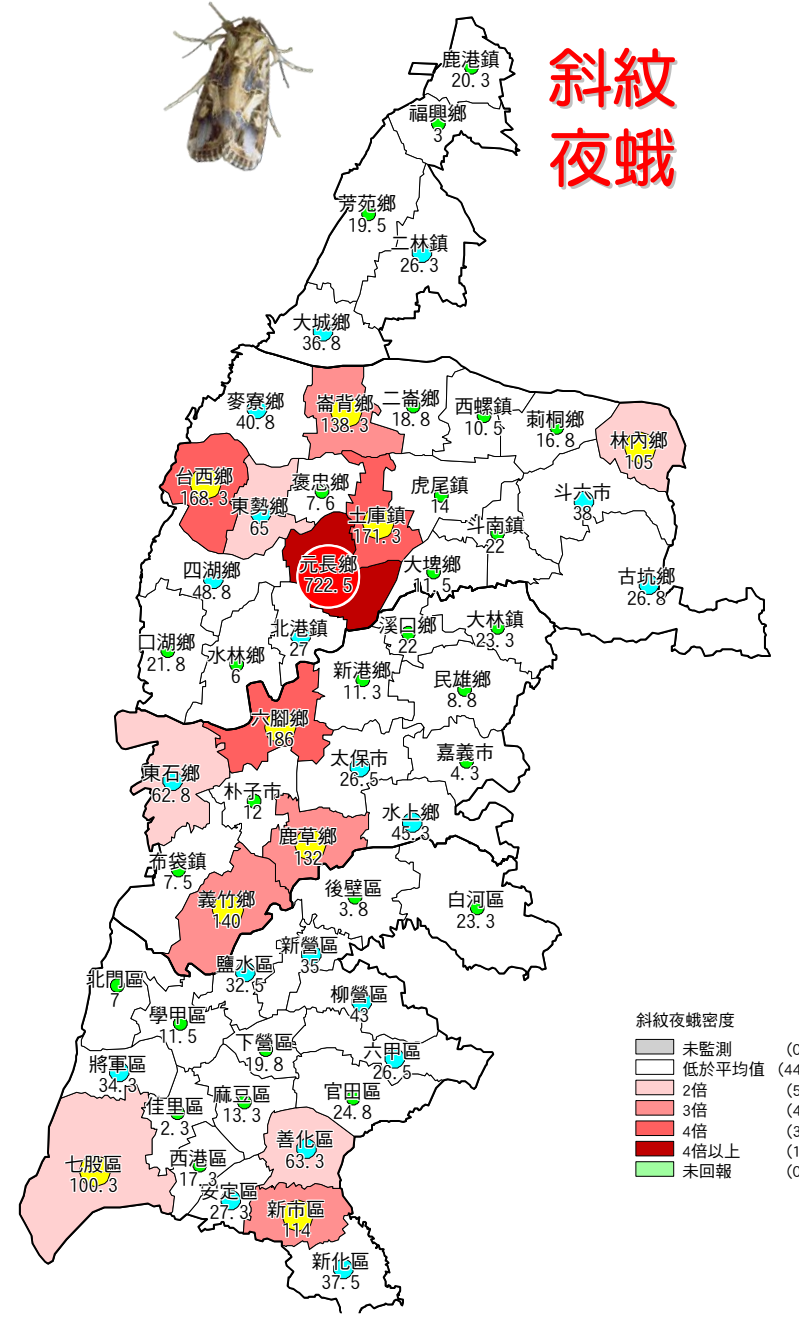 斜紋
夜蛾
鹿港鎮
20.3
福興鄉
3
芳苑鄉
19.5
二林鎮
26.3
大城鄉
36.8
麥寮鄉
40.8
崙背鄉
138.3
二崙鄉
18.8
西螺鎮
10.5
莿桐鄉
16.8
林內鄉
105
台西鄉
168.3
東勢鄉
65
褒忠鄉
7.6
土庫鎮
171.3
虎尾鎮
14
斗南鎮
22
斗六市
38
四湖鄉
48.8
元長鄉
722.5
大埤鄉
11.5
古坑鄉
26.8
口湖鄉
21.8
水林鄉
6
北港鎮
27
溪口鄉
22
大林鎮
23.3
新港鄉
11.3
民雄鄉
8.8
六腳鄉
186
東石鄉
62.8
朴子市
12
太保市
26.5
嘉義市
4.3
鹿草鄉
132
水上鄉
45.3
布袋鎮
7.5
義竹鄉
140
後壁區
3.8
白河區
23.3
新營區
35
鹽水區
32.5
北門區
7
柳營區
43
學甲區
11.5
下營區
19.8
六甲區
26.5
將軍區
34.3
佳里區
2.3
麻豆區
13.3
官田區
24.8
善化區
63.3
七股區
100.3
西港區
17.3
安定區
27.3
新市區
114
新化區
37.5
斜紋夜蛾密度
未監測 (0
低於平均值 (44
2倍 (5
3倍 (4
4倍 (3
4倍以上 (1
未回報 (0